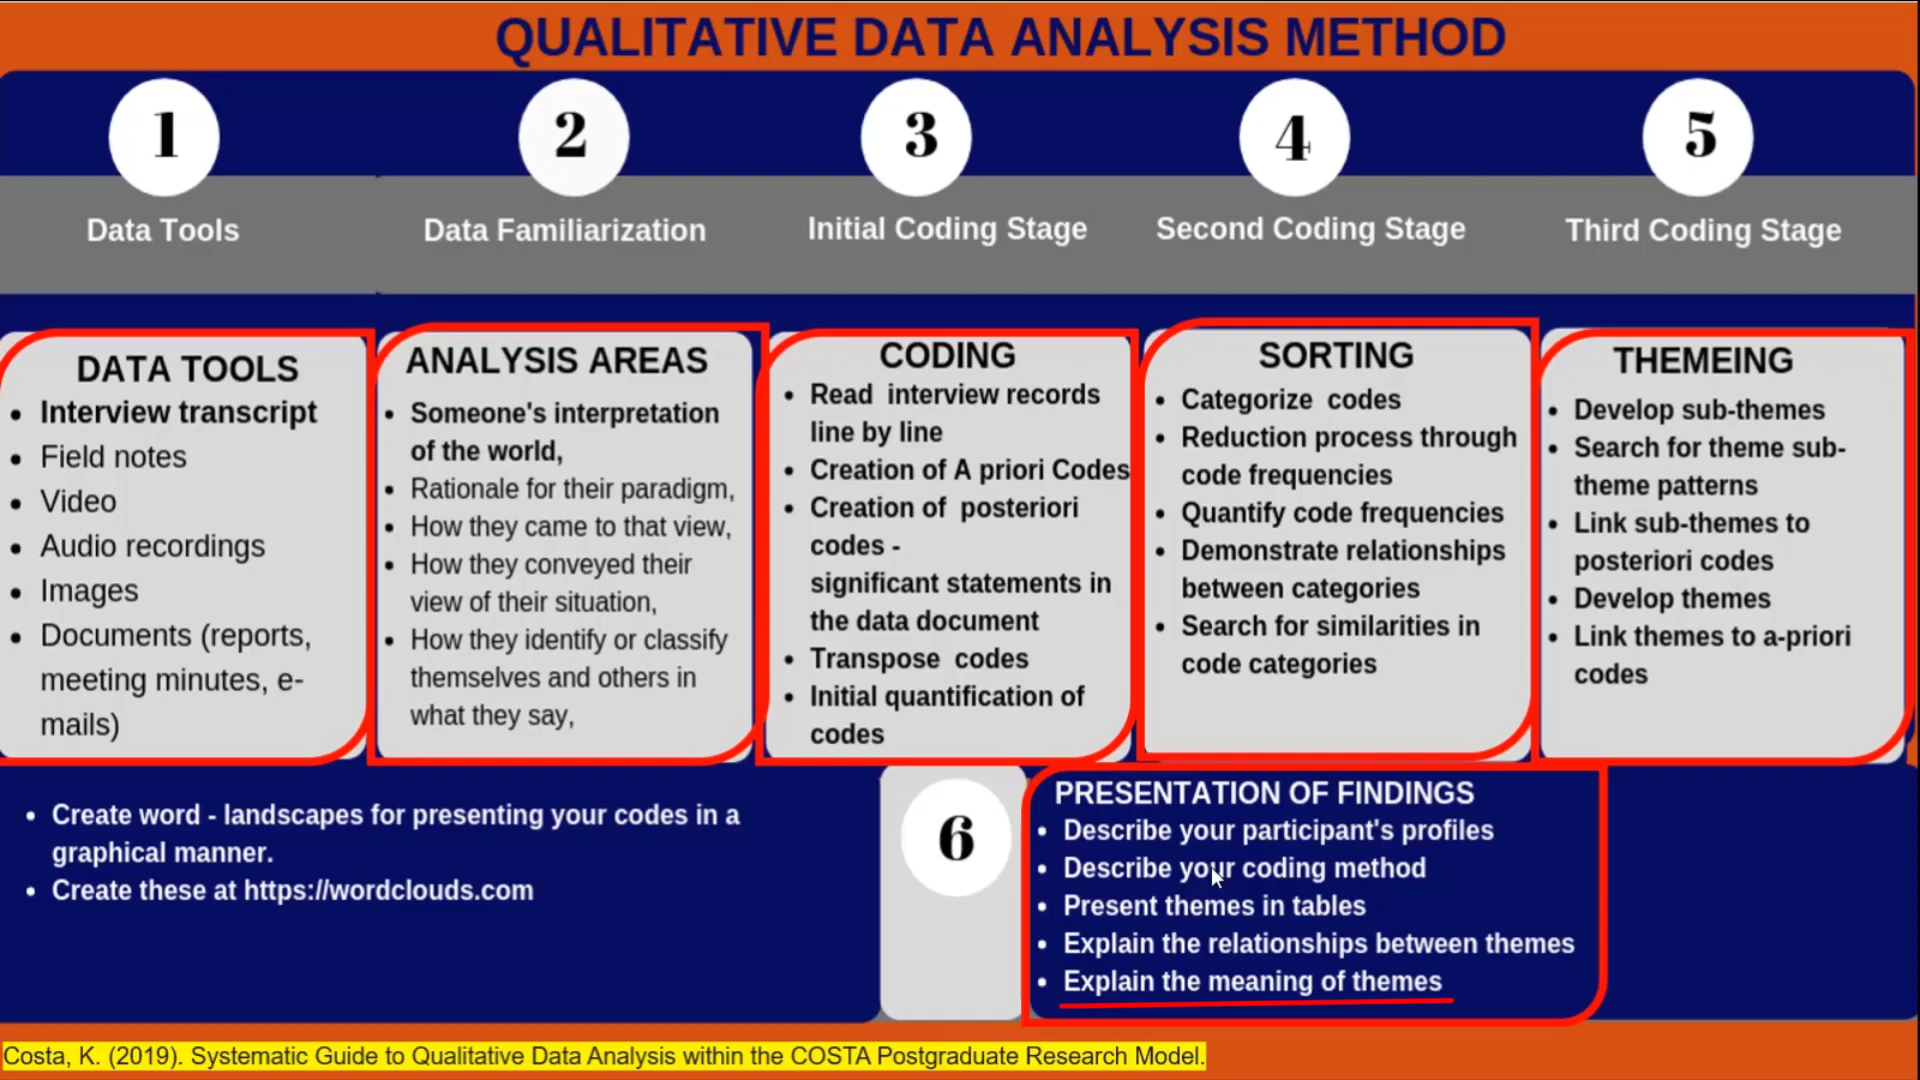 QUALITATIVE DATA ANALYSIS METHOD
1
2
3
4
5
Data Tools
Data Familiarization
Initial Coding Stage
Second Coding Stage
Third Coding Stage
DATA TOOLS
Interview transcript
Field notes
Video
Audio recordings
Images
Documents (reports,
meeting minutes, e-
mails)
ANALYSIS AREAS
Someone's interpretation
of the world,
Rationale for their paradigm,
How they came to that view,
How they conveyed their
view of their situation,
How they identify or classify
themselves and others in
what they say,
CODING
Read interview records
line by line
Creation of A priori Codes
Creation of posteriori
codes -
significant statements in
the data document
Transpose codes
Initial quantification of
codes
SORTING
Categorize codes
Reduction process through
code frequencies
Quantify code frequencies
Demonstrate relationships
between categories
Search for similarities in
code categories
THEMEING
Develop sub-themes
Search for theme sub-
theme patterns
Link sub-themes to
posteriori codes
Develop themes
Link themes to a-priori
codes
Create word - landscapes for presenting your codes in a
graphical manner.
Create these at https://wordclouds.com
6
PRESENTATION OF FINDINGS
Describe your participant's profiles
Describe your coding method
Present themes in tables
Explain the relationships between themes
Explain the meaning of themes
Costa, K. (2019). Systematic Guide to Qualitative Data Analysis within the COSTA Postgraduate Research Model.